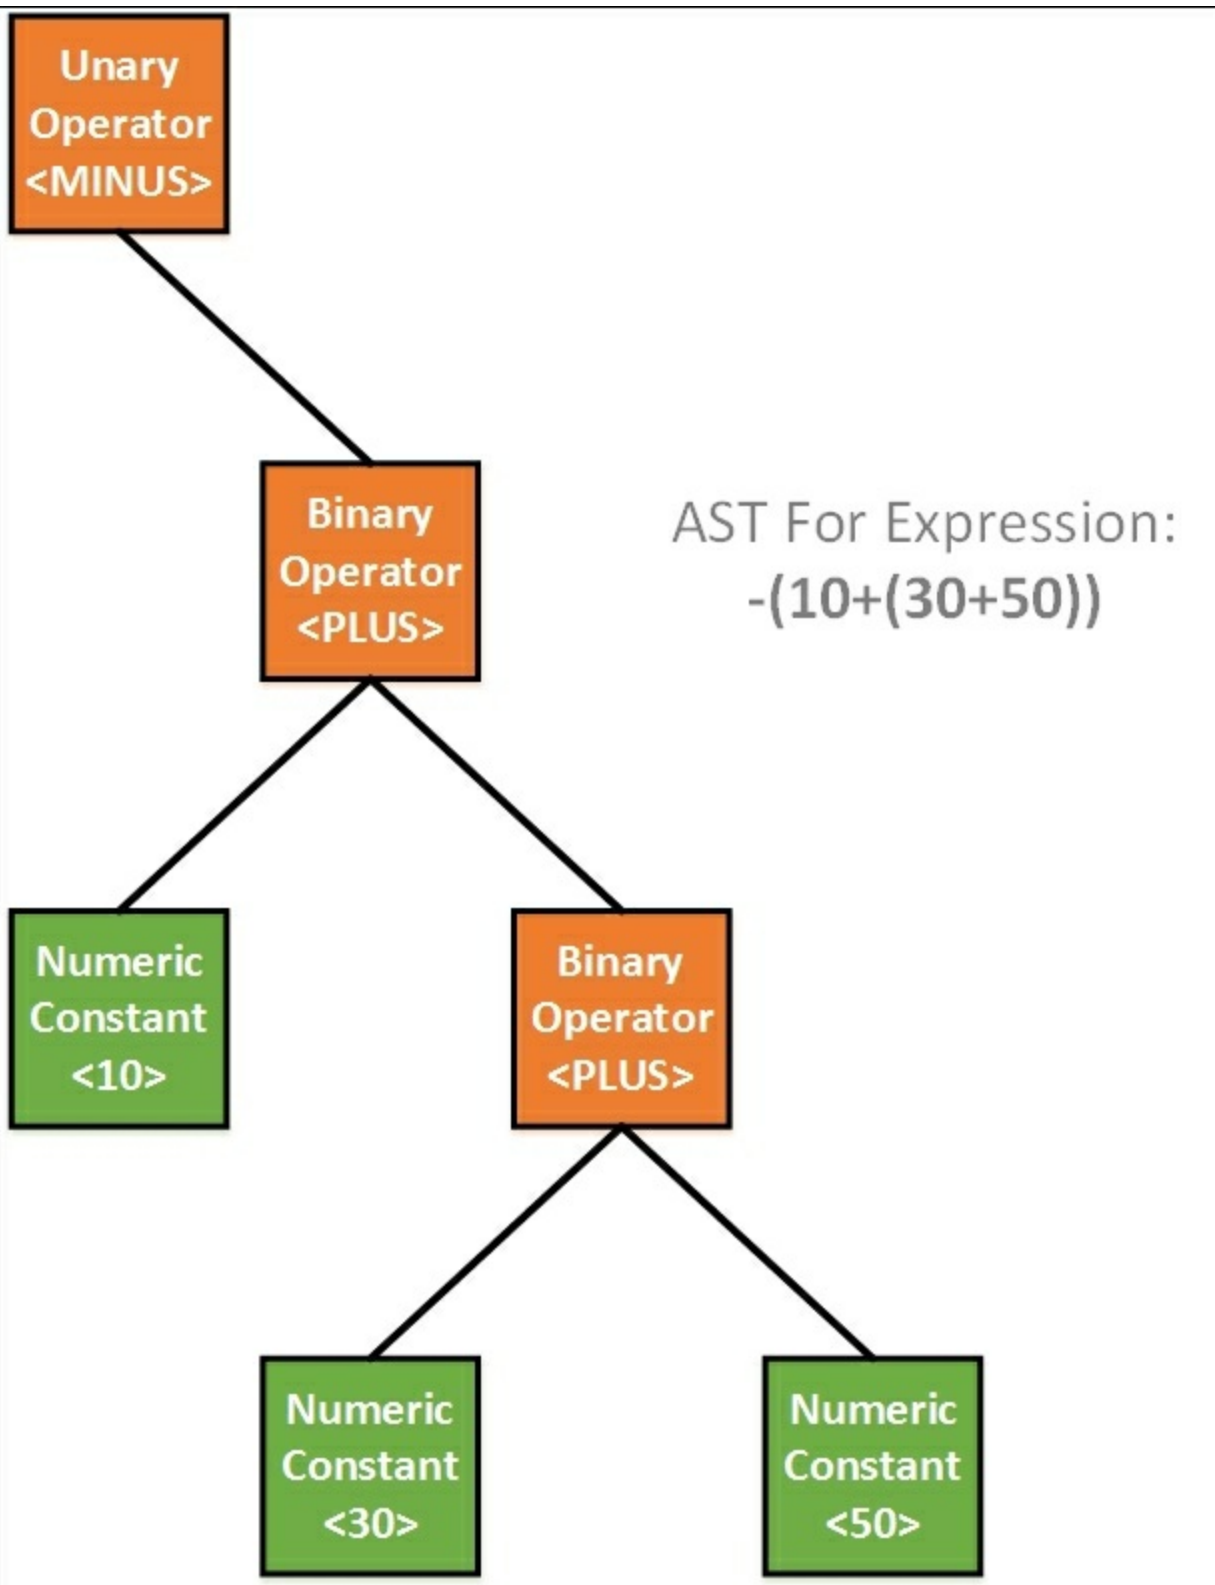 Unary
Operator
<MINUS>
Binary
Operator
<PLUS>
AST For Expression:
-(10+(30+50))
Numeric
Constant
<10>
Binary
Operator
<PLUS>
Numeric
Constant
<30>
Numeric
Constant
<50>